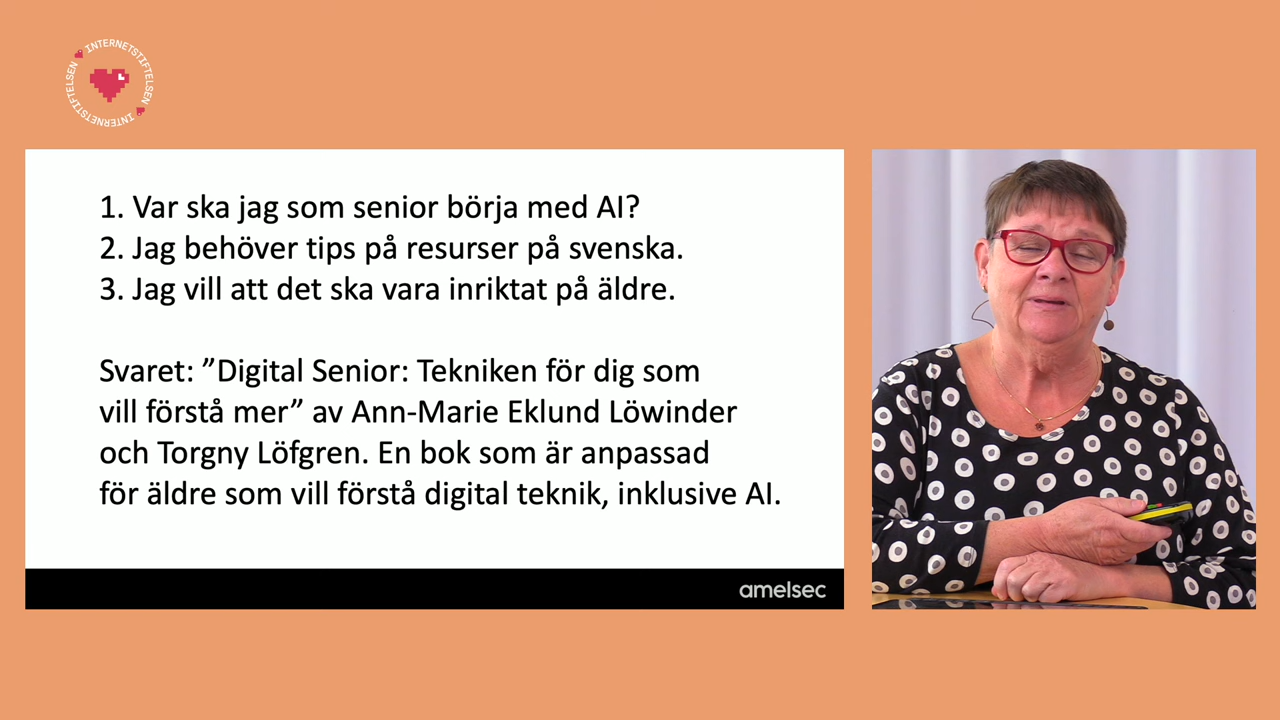 INTERNETSTIFTELSEN
INTERNETSTIFTELSEN
1. Var ska jag som senior börja med AI?
2. Jag behöver tips på resurser på svenska.
3. Jag vill att det ska vara inriktat på äldre.
Svaret: ”Digital Senior: Tekniken för dig som
vill förstå mer” av Ann-Marie Eklund Löwinder
och Torgny Löfgren. En bok som är anpassad
för äldre som vill förstå digital teknik, inklusive AI.
amelsec